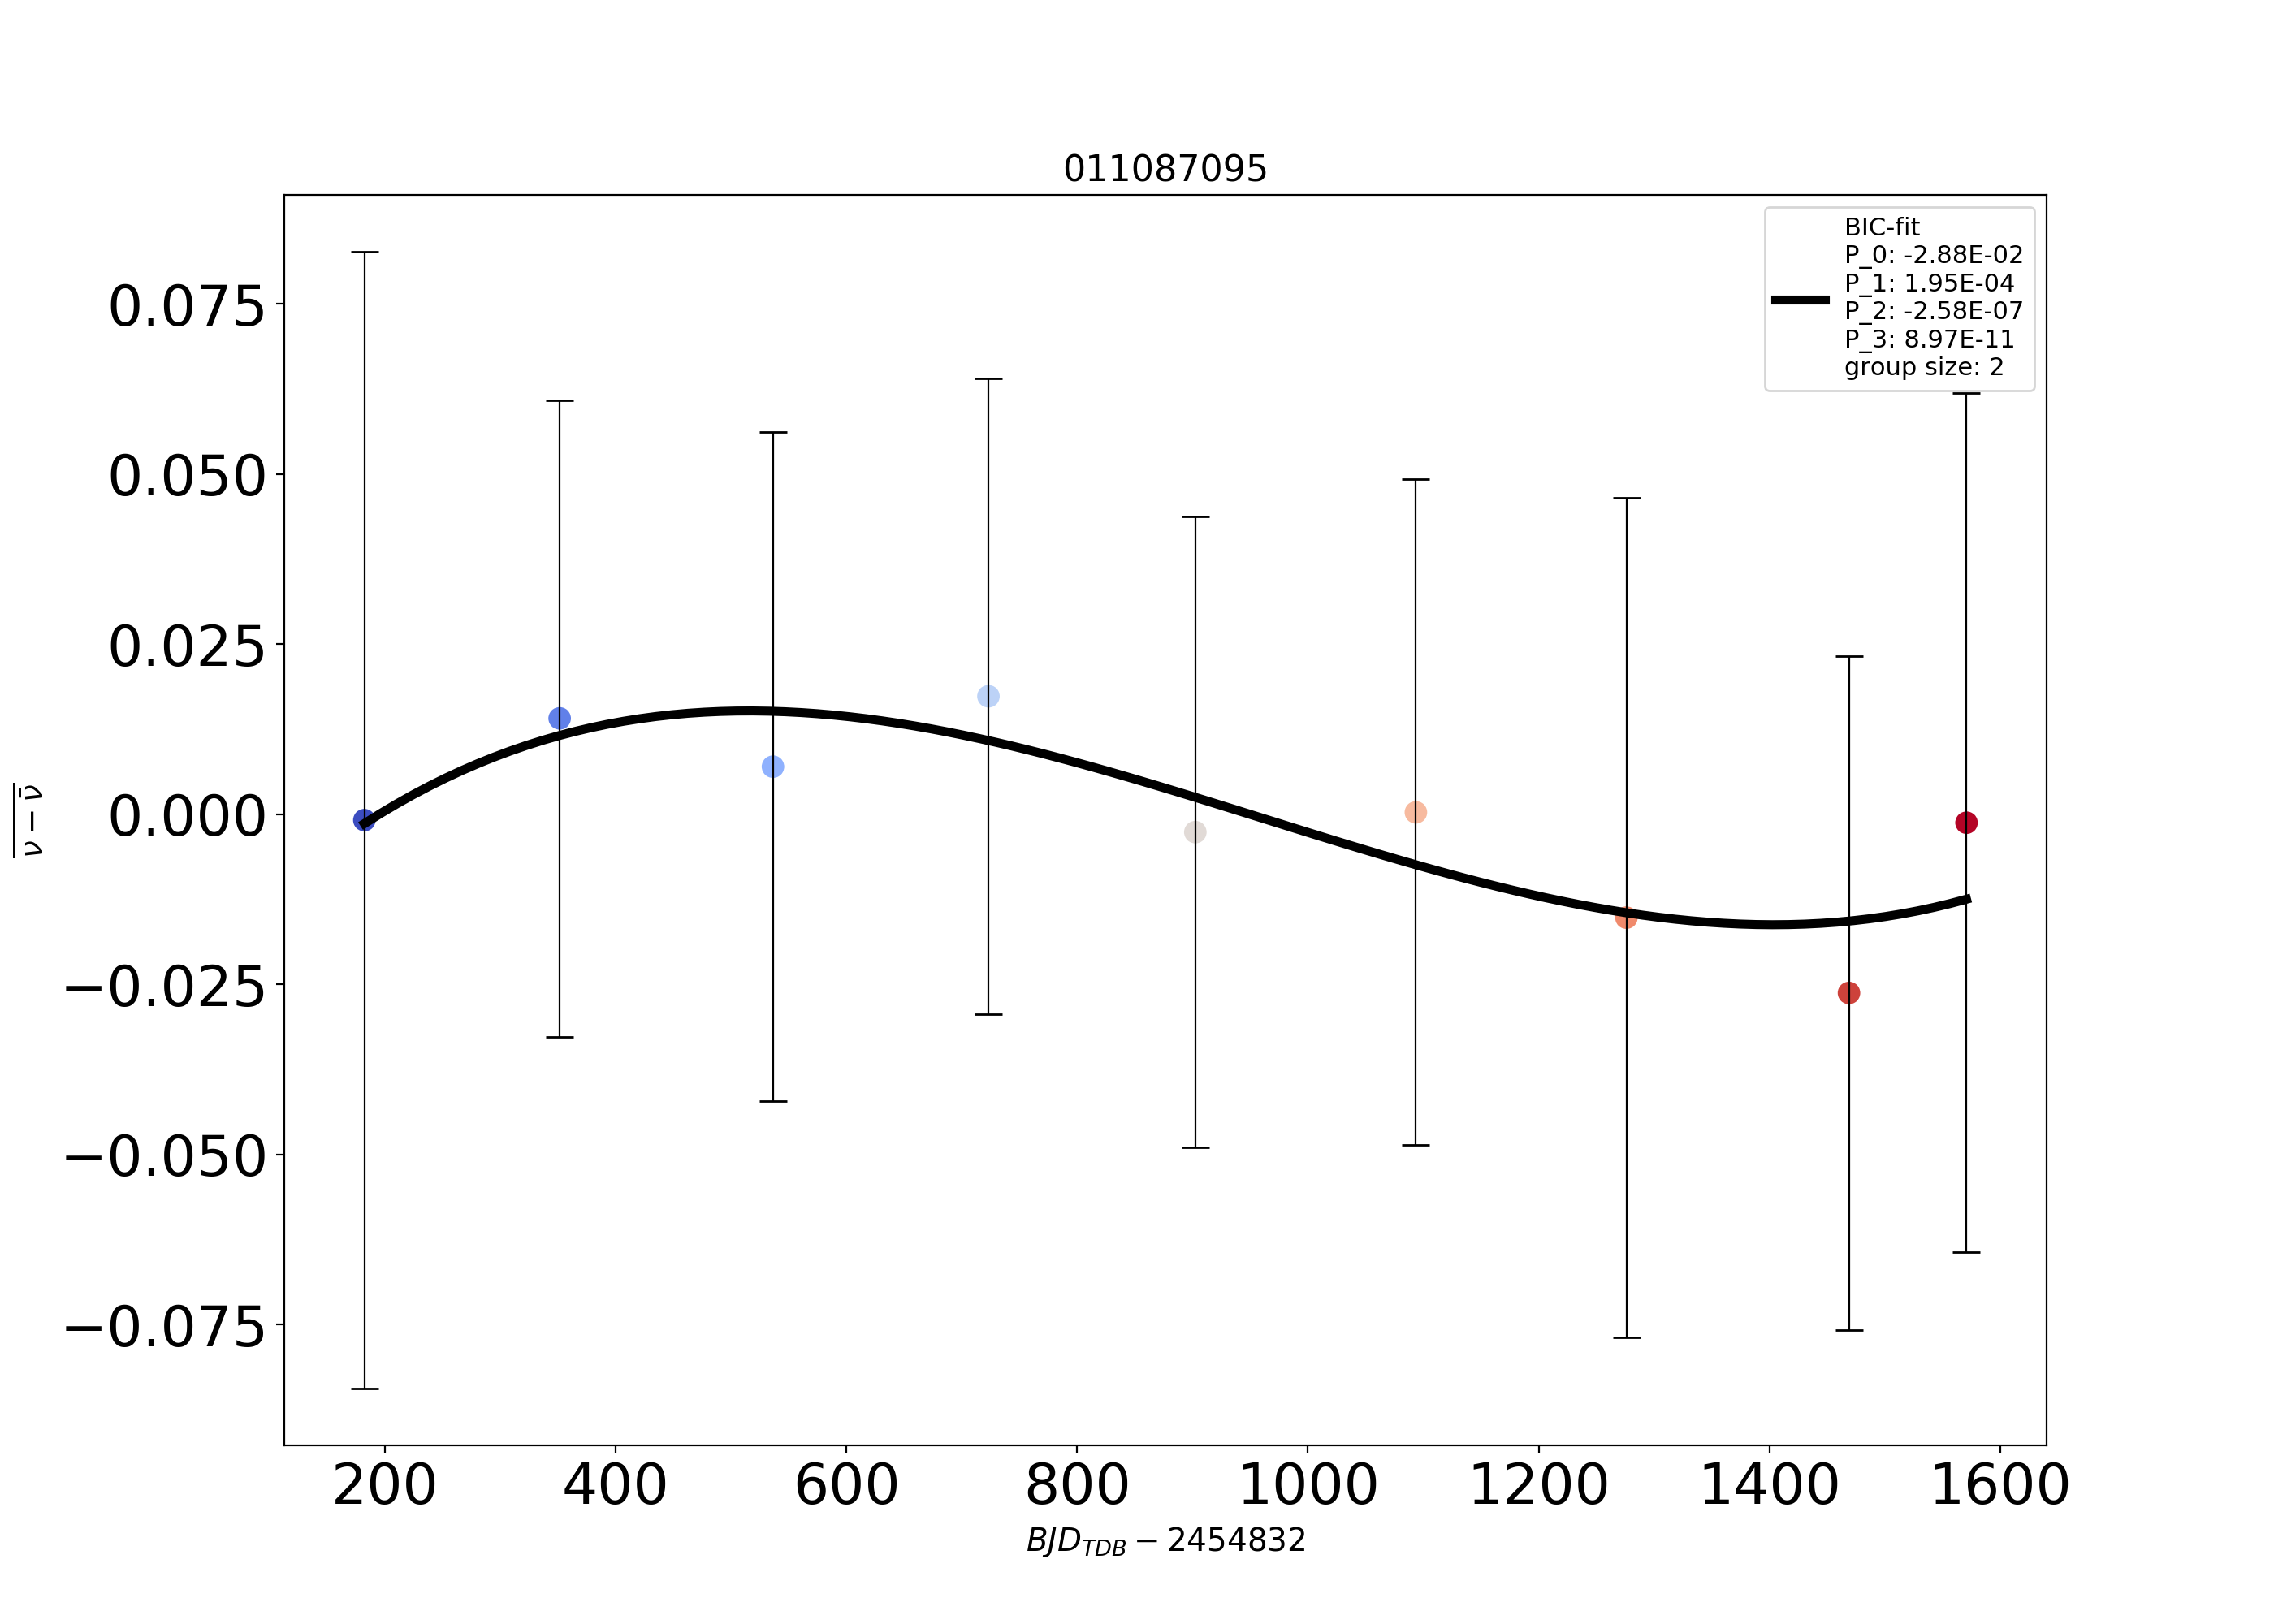 011087095
BIC-fit
P_0: -2.88E-02
P_1: 1.95E-04
P_2: -2.58E-07
P_3: 8.97E-11
group size: 2
0.075
0.050
0.025
0.000
−0.025
−0.050
−0.075
ν − ν̄
200 400 600 800 1000 1200 1400 1600
BJD_TDB − 2454832